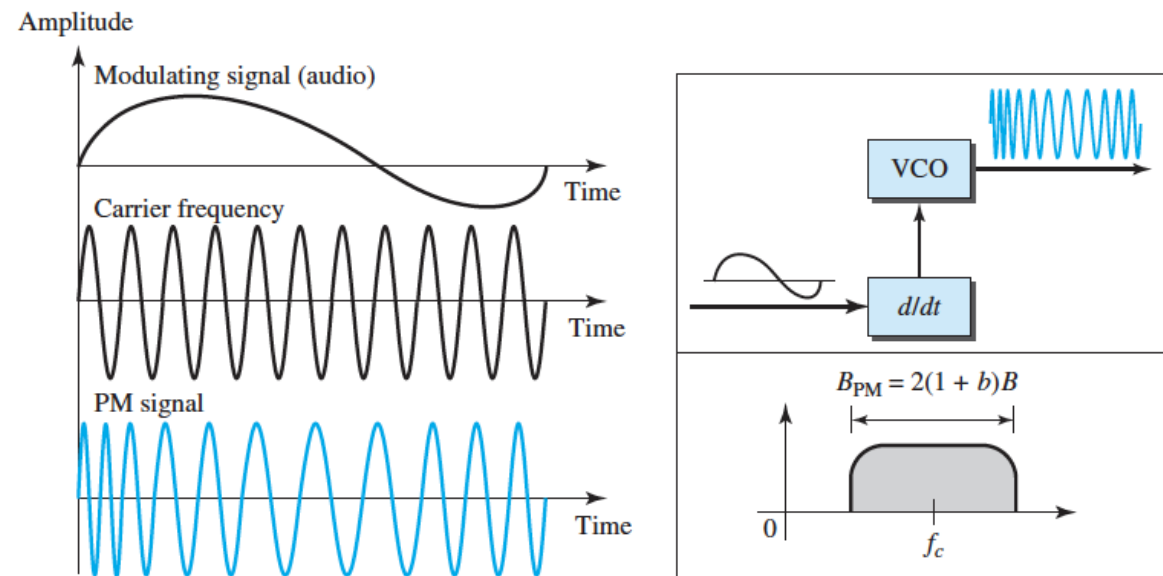 Amplitude
Modulating signal (audio)
Time
Carrier frequency
Time
PM signal
Time
VCO
d/dt
B_PM = 2(1 + b)B
0
f_c